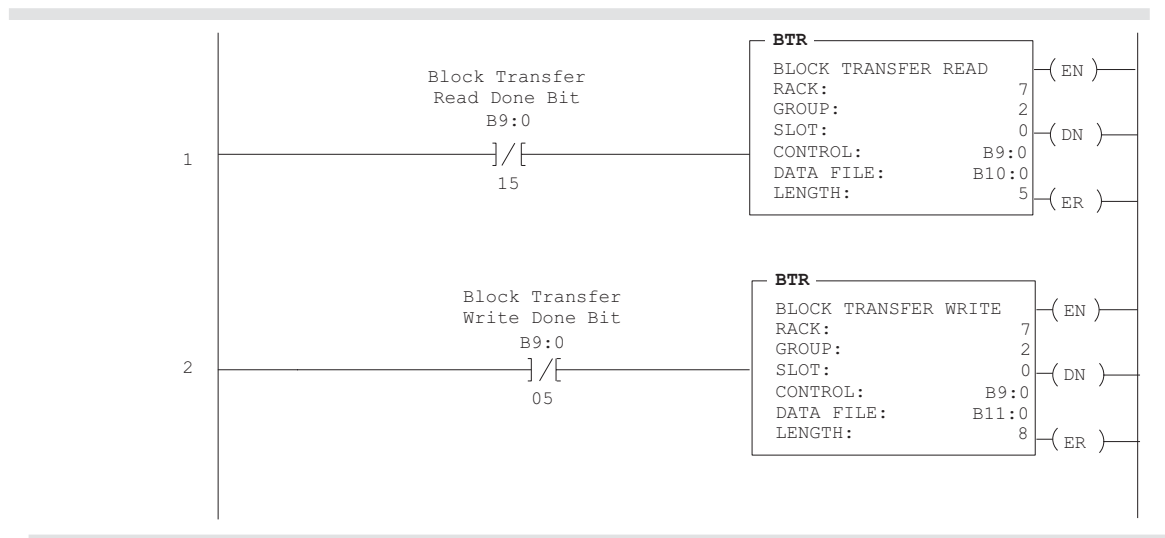 Block Transfer
Read Done Bit
B9:0
1
]/[
15
BTR
BLOCK TRANSFER READ
RACK: 7
GROUP: 2
SLOT: 0
CONTROL: B9:0
DATA FILE: B10:0
LENGTH: 5
EN
DN
ER
Block Transfer
Write Done Bit
B9:0
2
]/[
05
BTR
BLOCK TRANSFER WRITE
RACK: 7
GROUP: 2
SLOT: 0
CONTROL: B9:0
DATA FILE: B11:0
LENGTH: 8
EN
DN
ER